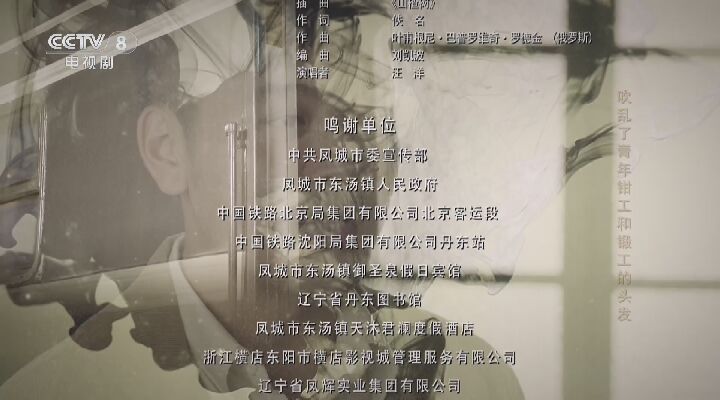 CCTV 8
电视剧
插 曲 《山楂树》
作 词 佚 名
作 曲 叶甫根尼·巴普罗维奇·罗德金 （俄罗斯）
编 曲 刘凯波
演唱者 汪 洋
鸣谢单位
中共凤城市委宣传部
凤城市东汤镇人民政府
中国铁路北京局集团有限公司北京客运段
中国铁路沈阳局集团有限公司丹东站
凤城市东汤镇御圣泉假日宾馆
辽宁省丹东图书馆
凤城市东汤镇天沐君澜度假酒店
浙江横店东阳市横店影视城管理服务有限公司
辽宁省凤辉实业集团有限公司
吹乱了青年钳工和锻工的头发